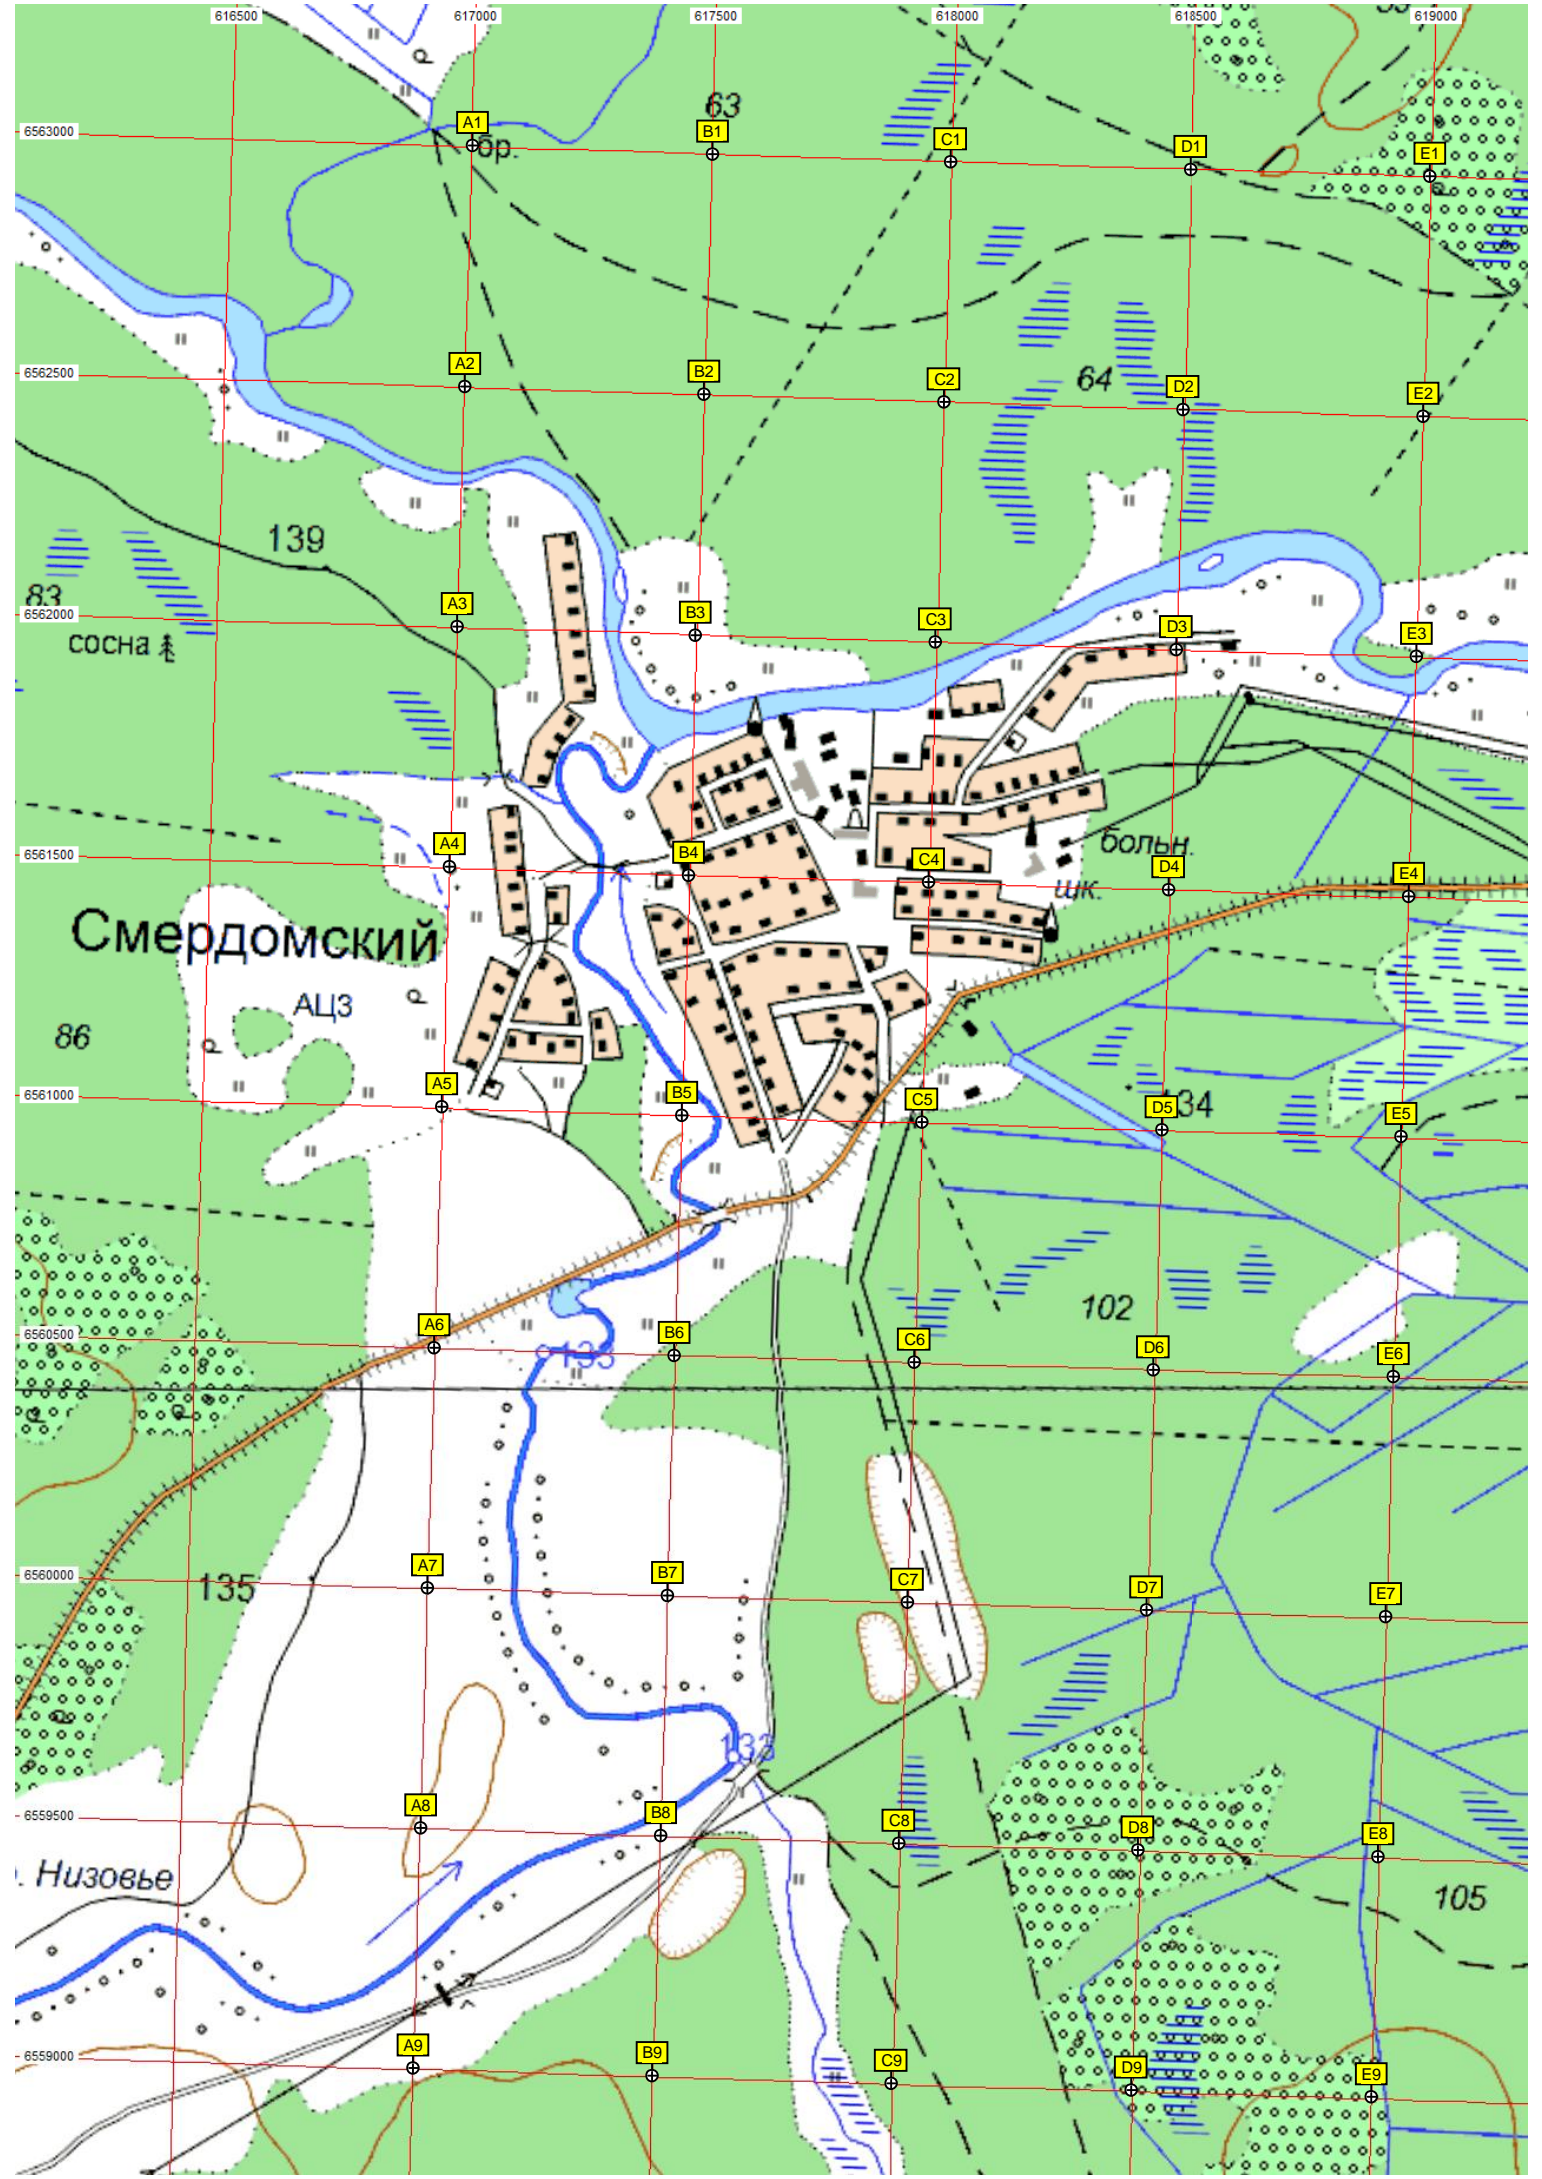 616500 617000 617500 618000 618500 619000
63
6563000 A1 B1 C1 D1 E1
бр.
6562500 A2 B2 C2 D2 E2
64
139
83
сосна
6562000 A3 B3 C3 D3 E3
6561500 A4 B4 C4 D4 E4
больн.
шк.
Смердомский
АЦЗ
86
6561000 A5 B5 C5 D5 E5
134
102
6560500 A6 B6 C6 D6 E6
133
6560000 A7 B7 C7 D7 E7
135
133
6559500 A8 B8 C8 D8 E8
. Низовье
105
6559000 A9 B9 C9 D9 E9